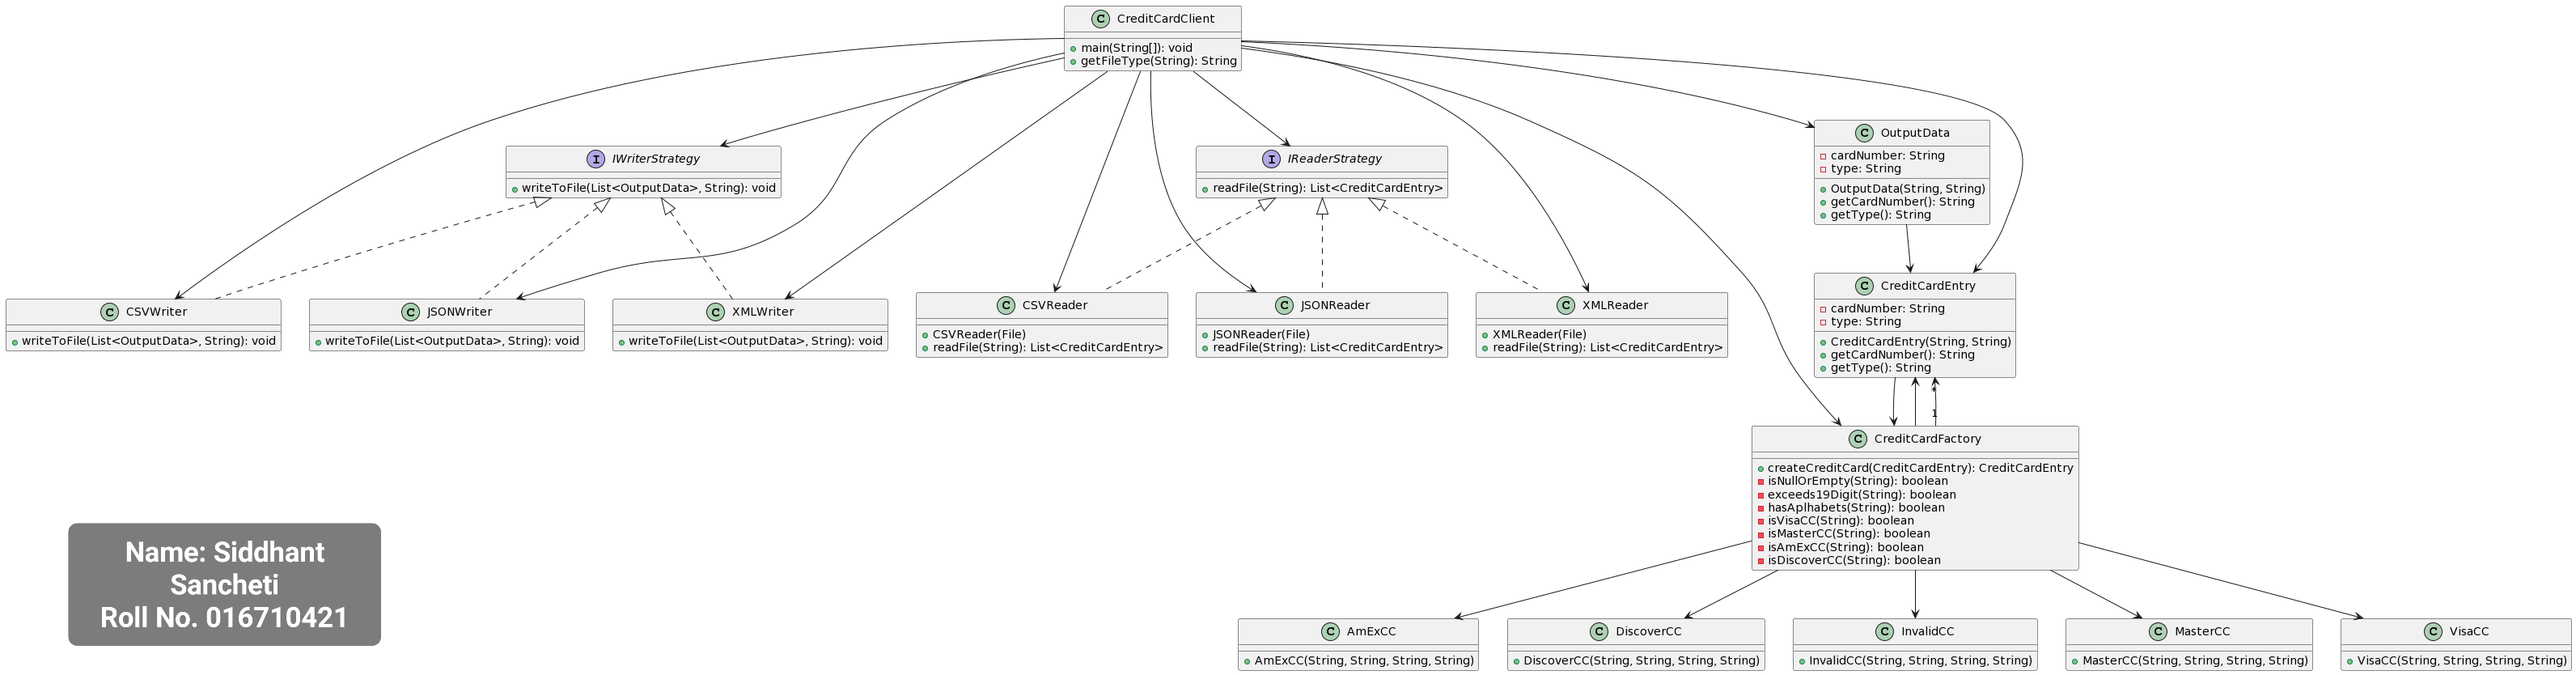 C CreditCardClient
main(String[]): void
getFileType(String): String
I IWriterStrategy
writeToFile(List<OutputData>, String): void
I IReaderStrategy
readFile(String): List<CreditCardEntry>
C OutputData
cardNumber: String
type: String
OutputData(String, String)
getCardNumber(): String
getType(): String
C CSVWriter
writeToFile(List<OutputData>, String): void
C JSONWriter
writeToFile(List<OutputData>, String): void
C XMLWriter
writeToFile(List<OutputData>, String): void
C CSVReader
CSVReader(File)
readFile(String): List<CreditCardEntry>
C JSONReader
JSONReader(File)
readFile(String): List<CreditCardEntry>
C XMLReader
XMLReader(File)
readFile(String): List<CreditCardEntry>
C CreditCardEntry
cardNumber: String
type: String
CreditCardEntry(String, String)
getCardNumber(): String
getType(): String
*
1
C CreditCardFactory
createCreditCard(CreditCardEntry): CreditCardEntry
isNullOrEmpty(String): boolean
exceeds19Digit(String): boolean
hasAplhabets(String): boolean
isVisaCC(String): boolean
isMasterCC(String): boolean
isAmExCC(String): boolean
isDiscoverCC(String): boolean
Name: Siddhant
Sancheti
Roll No. 016710421
C AmExCC
AmExCC(String, String, String, String)
C DiscoverCC
DiscoverCC(String, String, String, String)
C InvalidCC
InvalidCC(String, String, String, String)
C MasterCC
MasterCC(String, String, String, String)
C VisaCC
VisaCC(String, String, String, String)